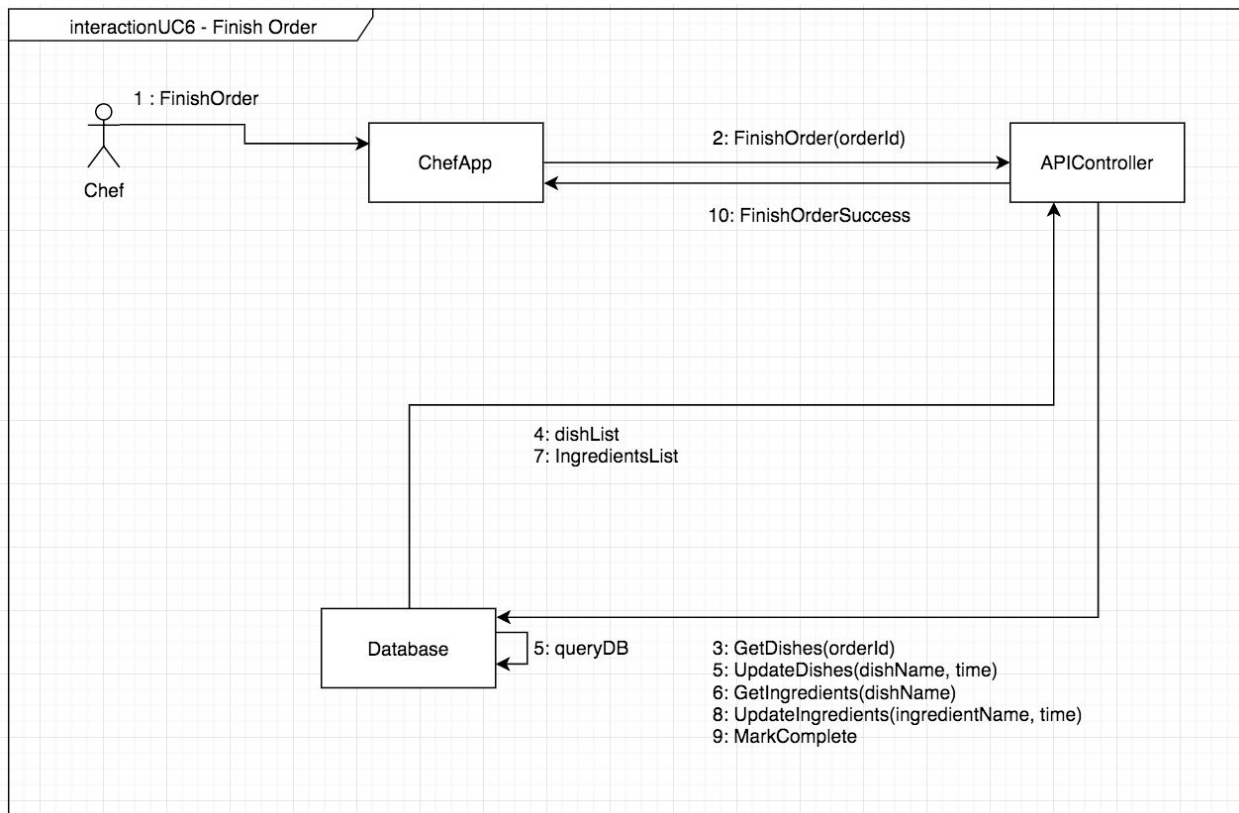 interactionUC6 - Finish Order
1 : FinishOrder
Chef
ChefApp
2: FinishOrder(orderId)
10: FinishOrderSuccess
APIController
4: dishList
7: IngredientsList
Database
5: queryDB
3: GetDishes(orderId)
5: UpdateDishes(dishName, time)
6: GetIngredients(dishName)
8: UpdateIngredients(ingredientName, time)
9: MarkComplete